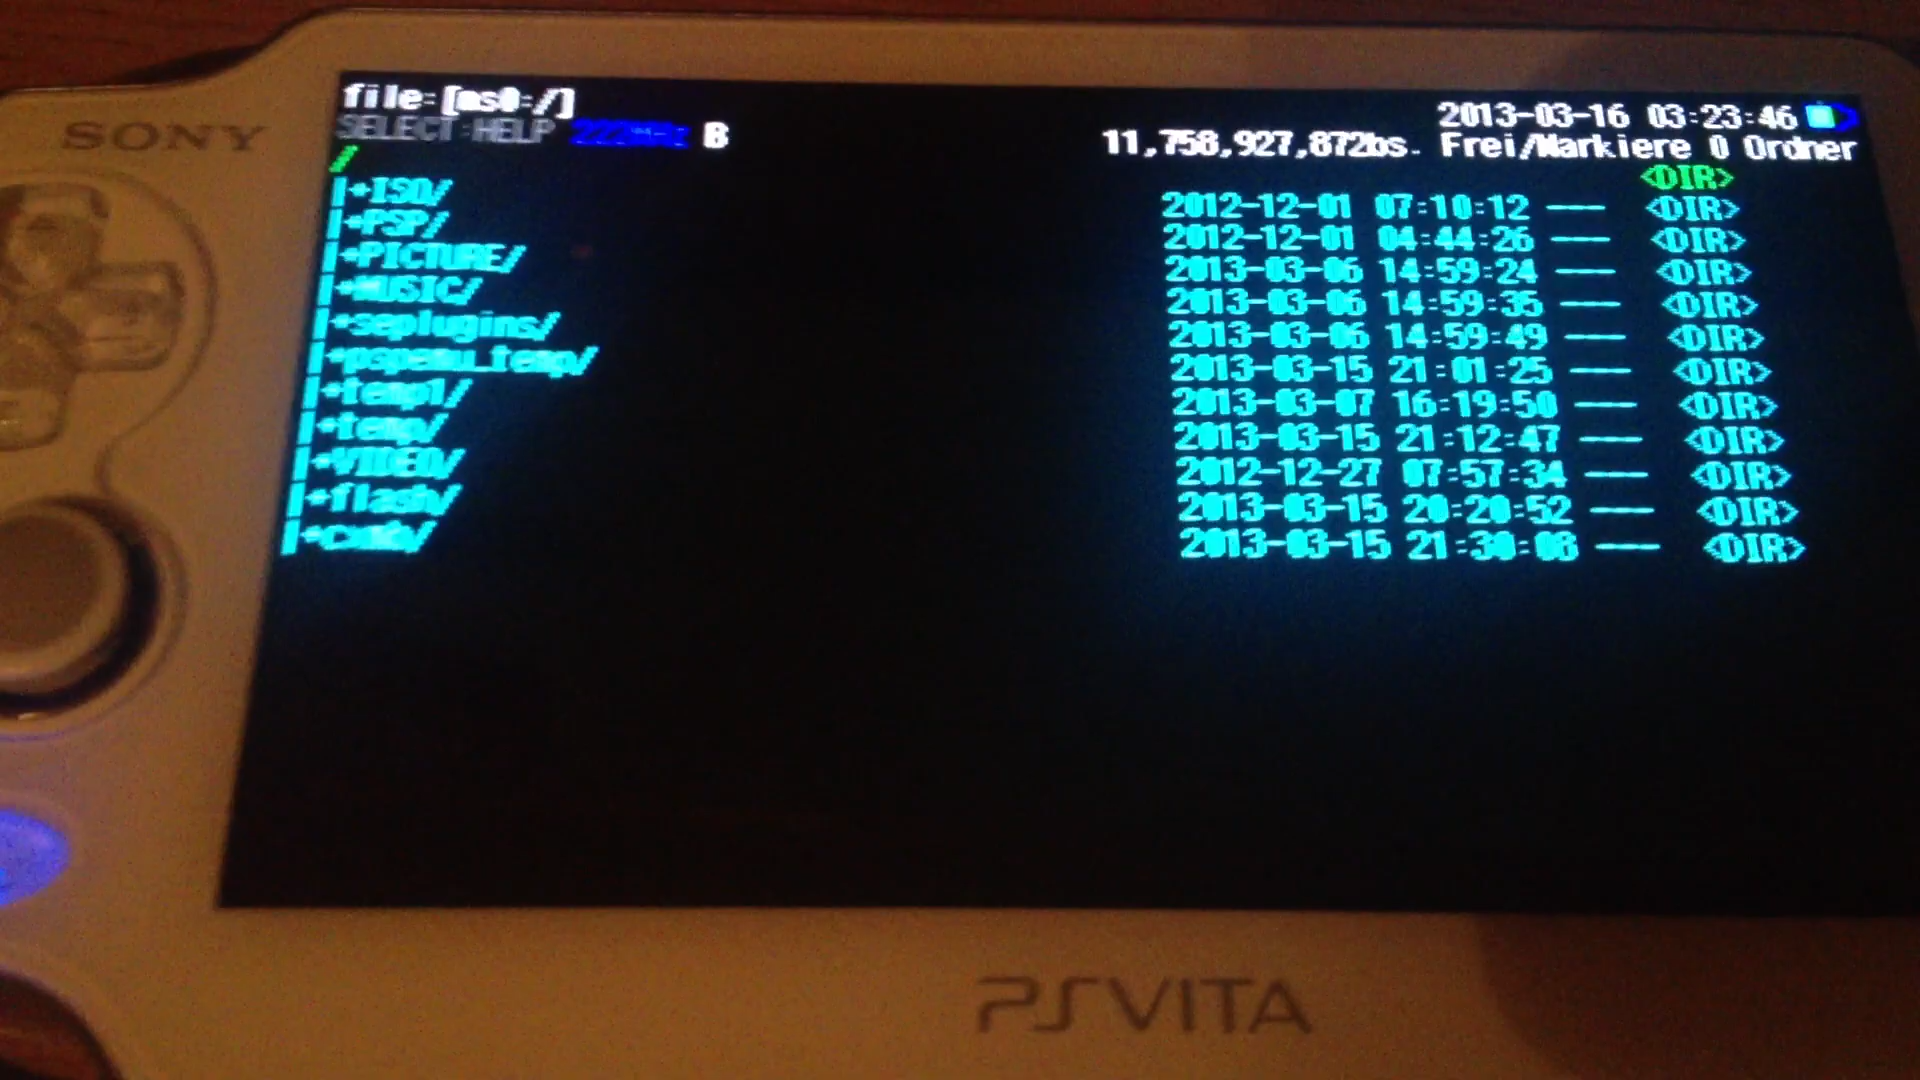 SONY
file:[ms0:/] 2013-03-16 03:23:46
SELECT:HELP 222MHz B 11,758,927,872bs. Frei/Markiere 0 Ordner
/ <DIR>
|+ISO/ 2012-12-01 07:10:12 --- <DIR>
|+PSP/ 2012-12-01 04:44:26 --- <DIR>
|+PICTURE/ 2013-03-06 14:59:24 --- <DIR>
|+MUSIC/ 2013-03-06 14:59:35 --- <DIR>
|+seplugins/ 2013-03-06 14:59:49 --- <DIR>
|+pspemu_temp/ 2013-03-15 21:01:25 --- <DIR>
|+temp1/ 2013-03-07 16:19:50 --- <DIR>
|+temp/ 2013-03-15 21:12:47 --- <DIR>
|+VIDEO/ 2012-12-27 07:57:34 --- <DIR>
|+flash/ 2013-03-15 20:20:52 --- <DIR>
2013-03-15 21:30:08 --- <DIR>
PSVITA